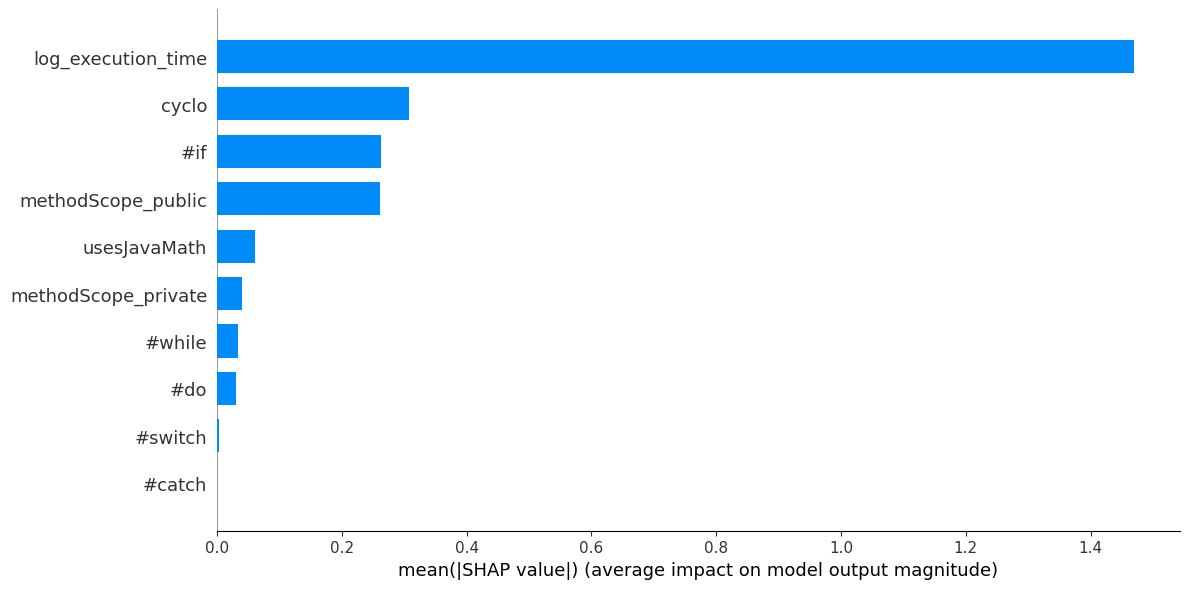 log_execution_time
cyclo
#if
methodScope_public
usesJavaMath
methodScope_private
#while
#do
#switch
#catch
0.0 0.2 0.4 0.6 0.8 1.0 1.2 1.4
mean(|SHAP value|) (average impact on model output magnitude)